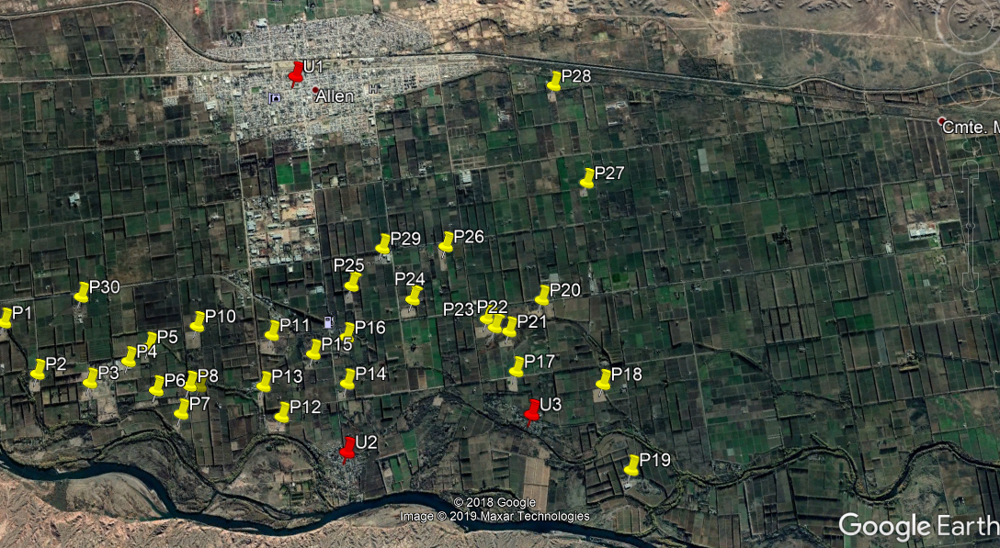 U1
Allen
P28
Cmte. M
P27
P29
P26
P25
P24
P30
P20
P1
P23
P22
P21
P10
P11
P16
P5
P15
P4
P2
P3
P6
P8
P13
P14
P17
P18
P7
P12
U3
U2
P19
© 2018 Google
Image © 2019 Maxar Technologies
Google Earth